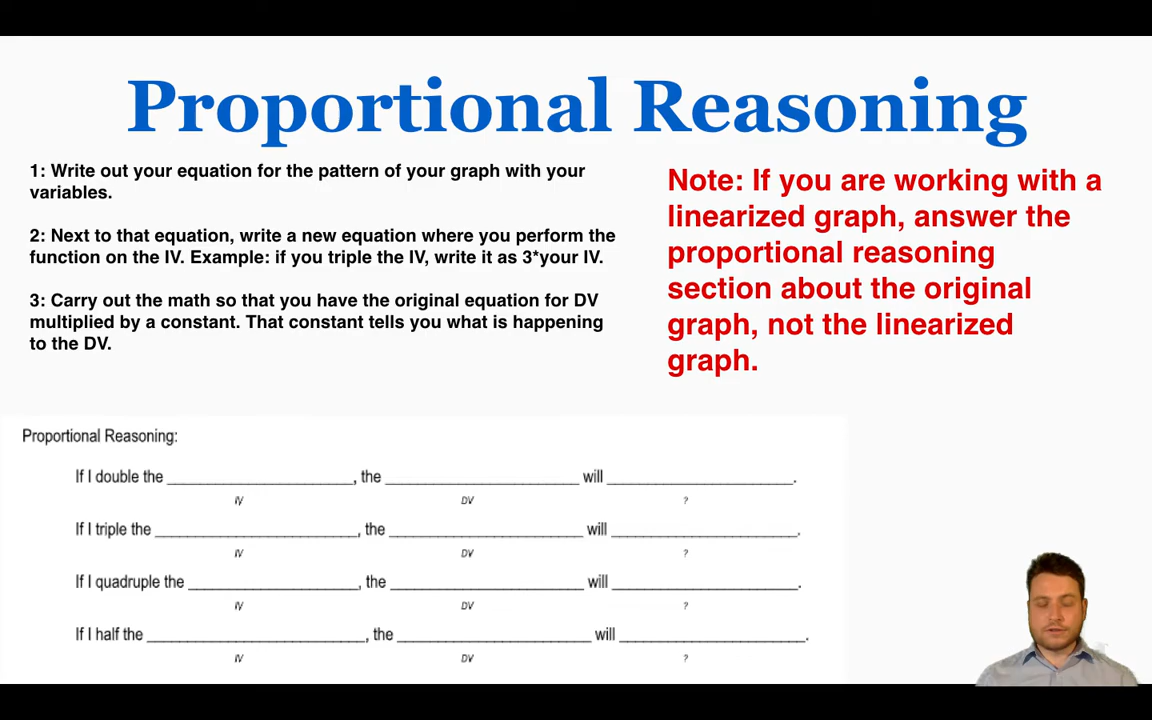 Proportional Reasoning
1: Write out your equation for the pattern of your graph with your
variables.
2: Next to that equation, write a new equation where you perform the
function on the IV. Example: if you triple the IV, write it as 3*your IV.
3: Carry out the math so that you have the original equation for DV
multiplied by a constant. That constant tells you what is happening
to the DV.
Note: If you are working with a
linearized graph, answer the
proportional reasoning
section about the original
graph, not the linearized
graph.
Proportional Reasoning:
If I double the ____________________, the ____________________ will ____________________.
IV DV ?
If I triple the ____________________, the ____________________ will ____________________.
IV DV ?
If I quadruple the ____________________, the ____________________ will ____________________.
IV DV ?
If I half the ____________________, the ____________________ will ____________________.
IV DV ?